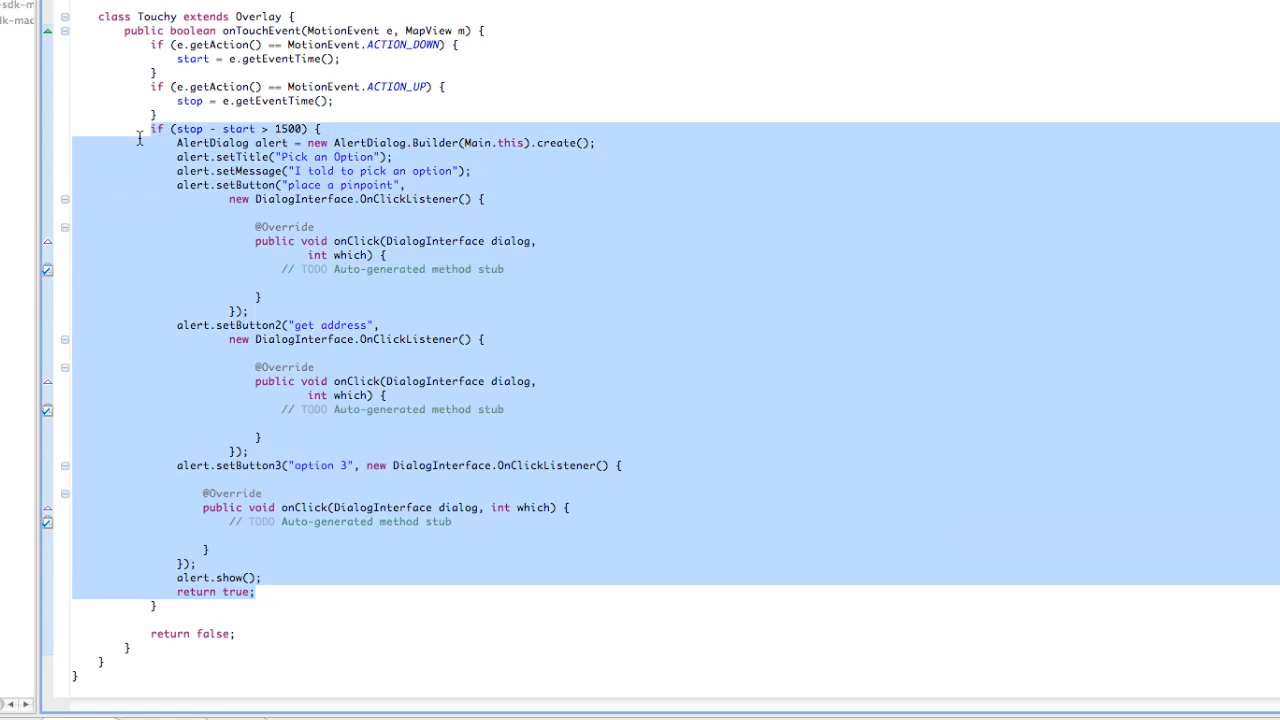 -sdk-m
dk-mac
class Touchy extends Overlay {
public boolean onTouchEvent(MotionEvent e, MapView m) {
if (e.getAction() == MotionEvent.ACTION_DOWN) {
start = e.getEventTime();
}
if (e.getAction() == MotionEvent.ACTION_UP) {
stop = e.getEventTime();
}
if (stop - start > 1500) {
AlertDialog alert = new AlertDialog.Builder(Main.this).create();
alert.setTitle("Pick an Option");
alert.setMessage("I told to pick an option");
alert.setButton("place a pinpoint",
new DialogInterface.OnClickListener() {
@Override
public void onClick(DialogInterface dialog,
int which) {
// TODO Auto-generated method stub
}
});
alert.setButton2("get address",
new DialogInterface.OnClickListener() {
@Override
public void onClick(DialogInterface dialog,
int which) {
// TODO Auto-generated method stub
}
});
alert.setButton3("option 3", new DialogInterface.OnClickListener() {
@Override
public void onClick(DialogInterface dialog, int which) {
// TODO Auto-generated method stub
}
});
alert.show();
return true;
}
return false;
}
}
}